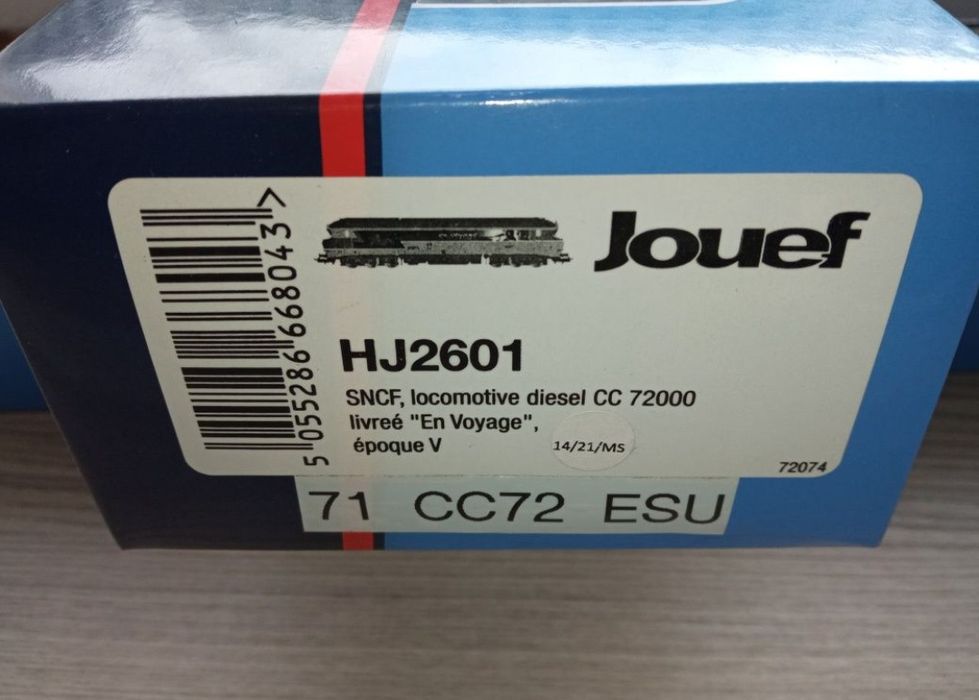 Jouef
HJ2601
SNCF, locomotive diesel CC 72000
livreé "En Voyage",
époque V
14/21/MS
72074
5 055286 668043 >
71 CC72 ESU